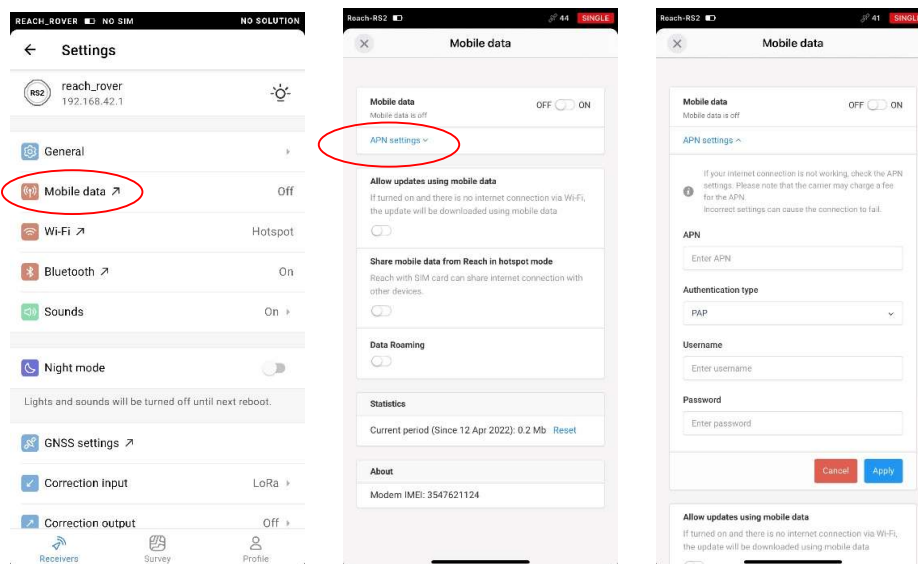 REACH_ROVER NO SIM NO SOLUTION
Settings
RS2
reach_rover
192.168.42.1
General
Mobile data Off
Wi-Fi Hotspot
Bluetooth On
Sounds On
Night mode
Lights and sounds will be turned off until next reboot.
GNSS settings
Correction input LoRa
Correction output Off
Receivers Survey Profile
Reach-RS2 44 SINGLE
Mobile data
Mobile data OFF ON
Mobile data is off
APN settings
Allow updates using mobile data
If turned on and there is no internet connection via Wi-Fi,
the update will be downloaded using mobile data
Share mobile data from Reach in hotspot mode
Reach with SIM card can share internet connection with
other devices.
Data Roaming
Statistics
Current period (Since 12 Apr 2022): 0.2 Mb Reset
About
Modem IMEI: 3547621124
Reach-RS2 41 SINGLE
Mobile data
Mobile data OFF ON
Mobile data is off
APN settings
If your internet connection is not working, check the APN
settings. Please note that the carrier may charge a fee
for the APN.
Incorrect settings can cause the connection to fail.
APN
Enter APN
Authentication type
PAP
Username
Enter username
Password
Enter password
Cancel Apply
Allow updates using mobile data
If turned on and there is no internet connection via Wi-Fi,
the update will be downloaded using mobile data